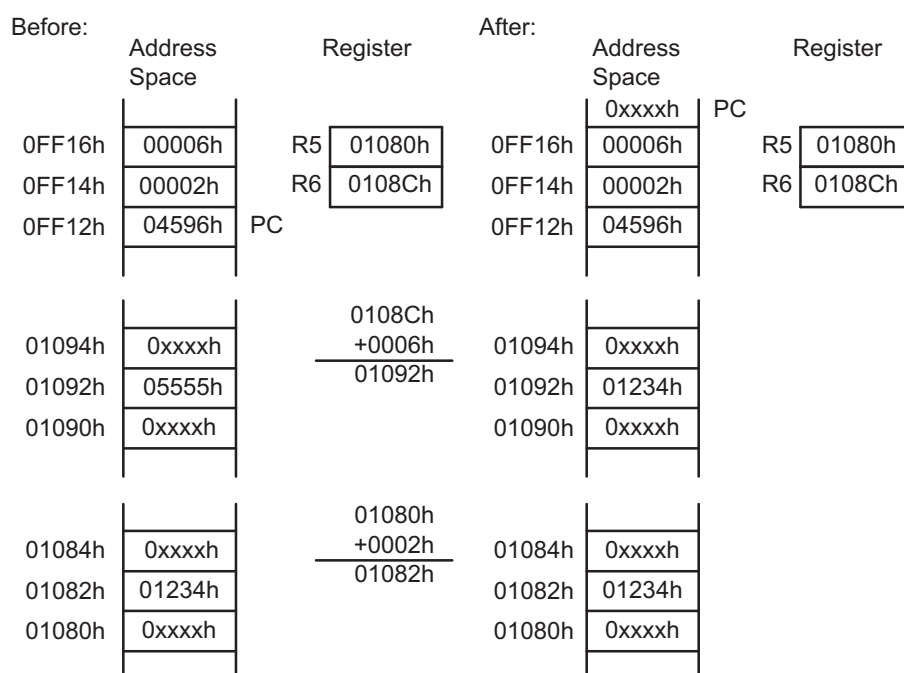 Before:
Address Space
Register
0FF16h 00006h
0FF14h 00002h
0FF12h 04596h PC
R5 01080h
R6 0108Ch
01094h 0xxxxh
01092h 05555h
01090h 0xxxxh
0108Ch
+0006h
01092h
01084h 0xxxxh
01082h 01234h
01080h 0xxxxh
01080h
+0002h
01082h
After:
Address Space
Register
0xxxxh PC
0FF16h 00006h
0FF14h 00002h
0FF12h 04596h
R5 01080h
R6 0108Ch
01094h 0xxxxh
01092h 01234h
01090h 0xxxxh
01084h 0xxxxh
01082h 01234h
01080h 0xxxxh